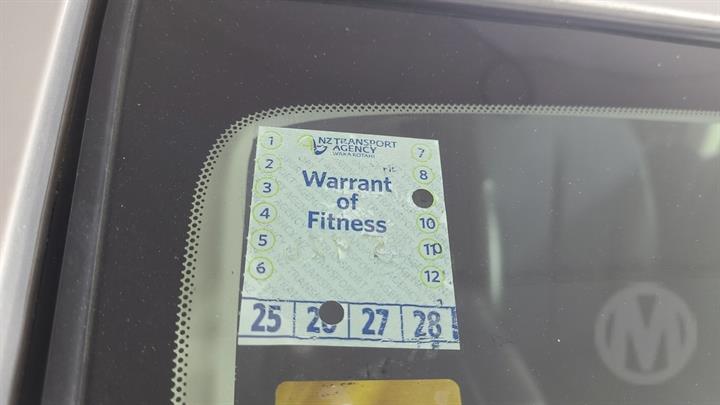 NZ TRANSPORT
AGENCY
WAKA KOTAHI
Warrant
of
Fitness
1 7
2 8
3
4 10
5 11
6 12
25 26 27 28
M